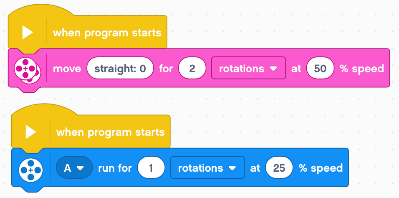 when program starts
move straight: 0 for 2 rotations at 50 % speed
when program starts
A run for 1 rotations at 25 % speed